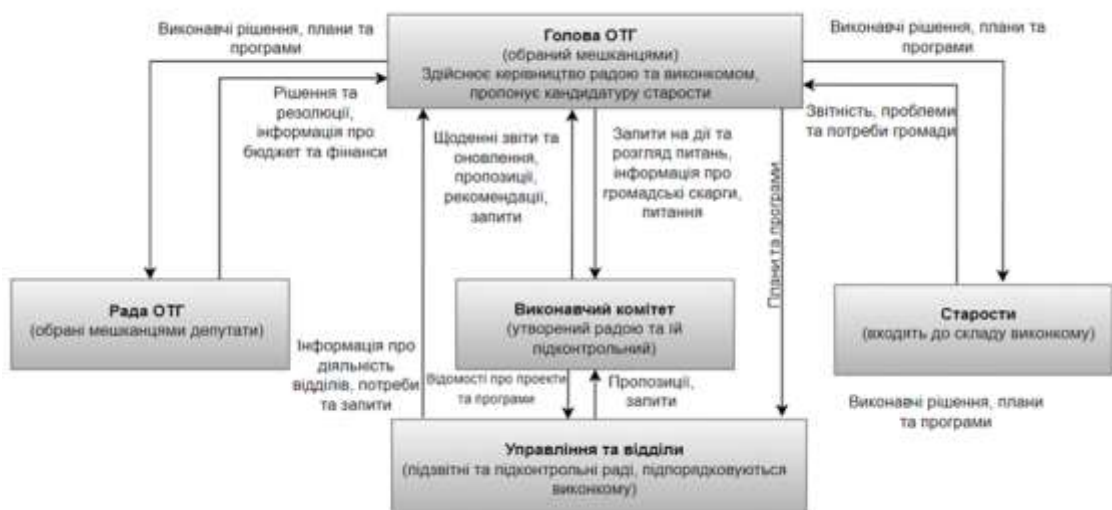 Голова ОТГ
(обраний мешканцями)
Здійснює керівництво радою та виконкомом,
пропонує кандидатуру старости
Виконавчі рішення, плани та
програми
Рішення та
резолюції,
інформація про
бюджет та фінанси
Щоденні звіти та
оновлення,
пропозиції,
рекомендації,
запити
Запити на дії та
розгляд питань,
інформація про
громадські скарги,
питання
Плани та програми
Виконавчі рішення, плани та
програми
Звітність, проблеми
та потреби громади
Рада ОТГ
(обрані мешканцями депутати)
Виконавчий комітет
(утворений радою та їй
підконтрольний)
Старости
(входять до складу виконкому)
Інформація про
діяльність
відділів, потреби
та запити
Відомості про проекти
та програми
Пропозиції,
запити
Виконавчі рішення, плани
та програми
Управління та відділи
(підзвітні та підконтрольні раді, підпорядковуються
виконкому)